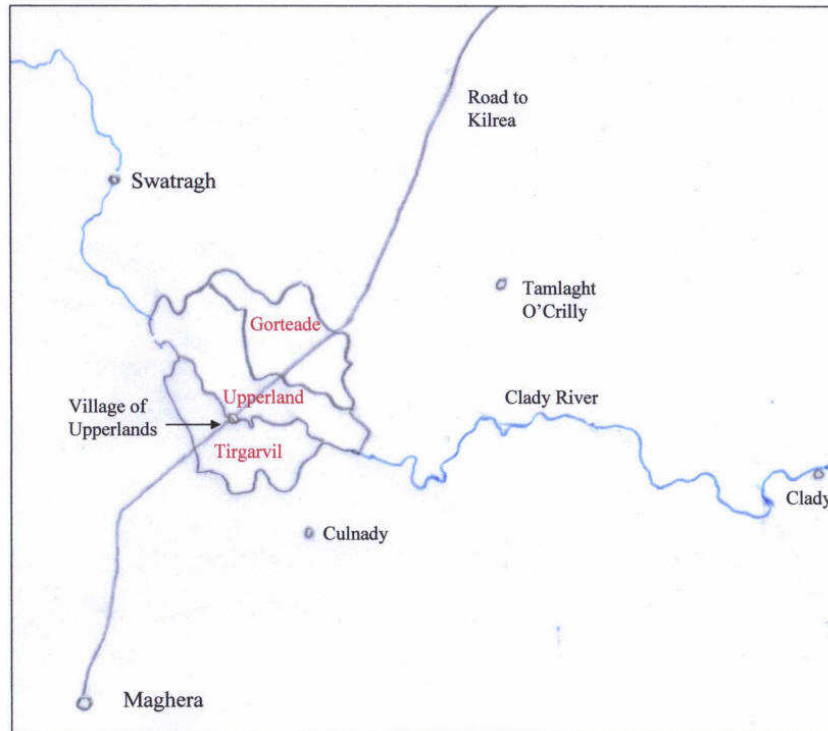 Road to
Kilrea
Swatragh
Tamlaght
O'Crilly
Gorteade
Upperland
Clady River
Village of
Upperlands
Tirgarvil
Clady
Culnady
Maghera